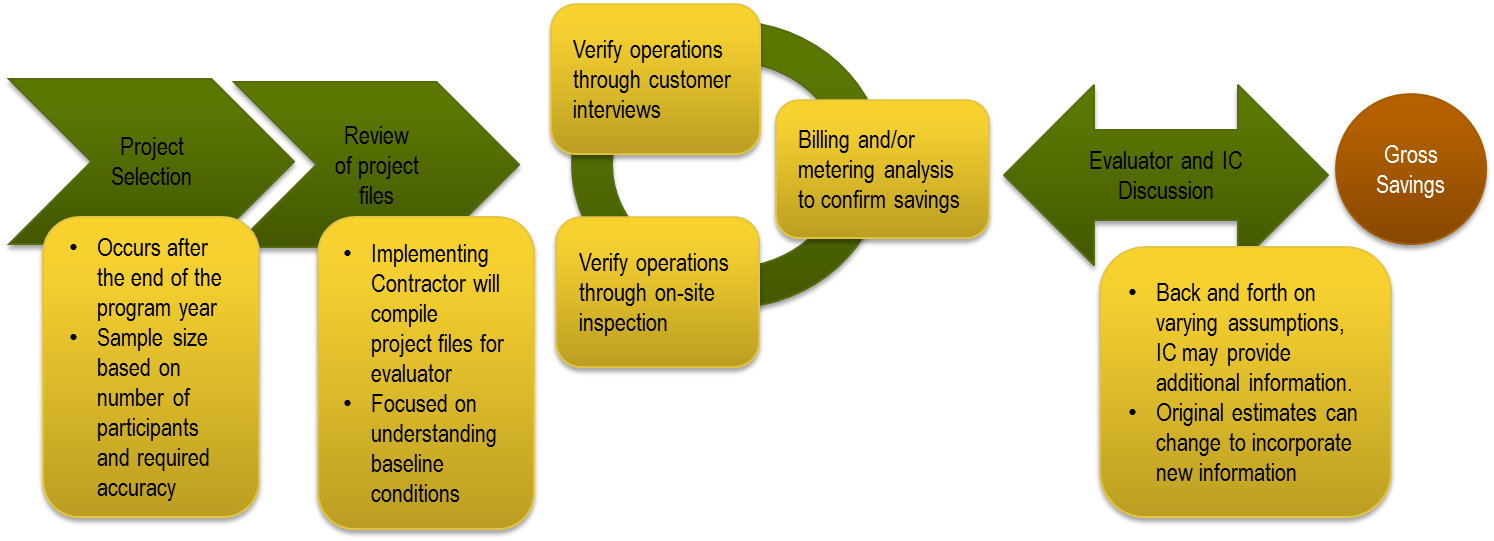 Project
Selection
• Occurs after
the end of the
program year
• Sample size
based on
number of
participants
and required
accuracy
Review
of project
files
• Implementing
Contractor will
compile
project files for
evaluator
• Focused on
understanding
baseline
conditions
Verify operations
through customer
interviews
Billing and/or
metering analysis
to confirm savings
Verify operations
through on-site
inspection
Evaluator and IC
Discussion
• Back and forth on
varying assumptions,
IC may provide
additional information.
• Original estimates can
change to incorporate
new information
Gross
Savings